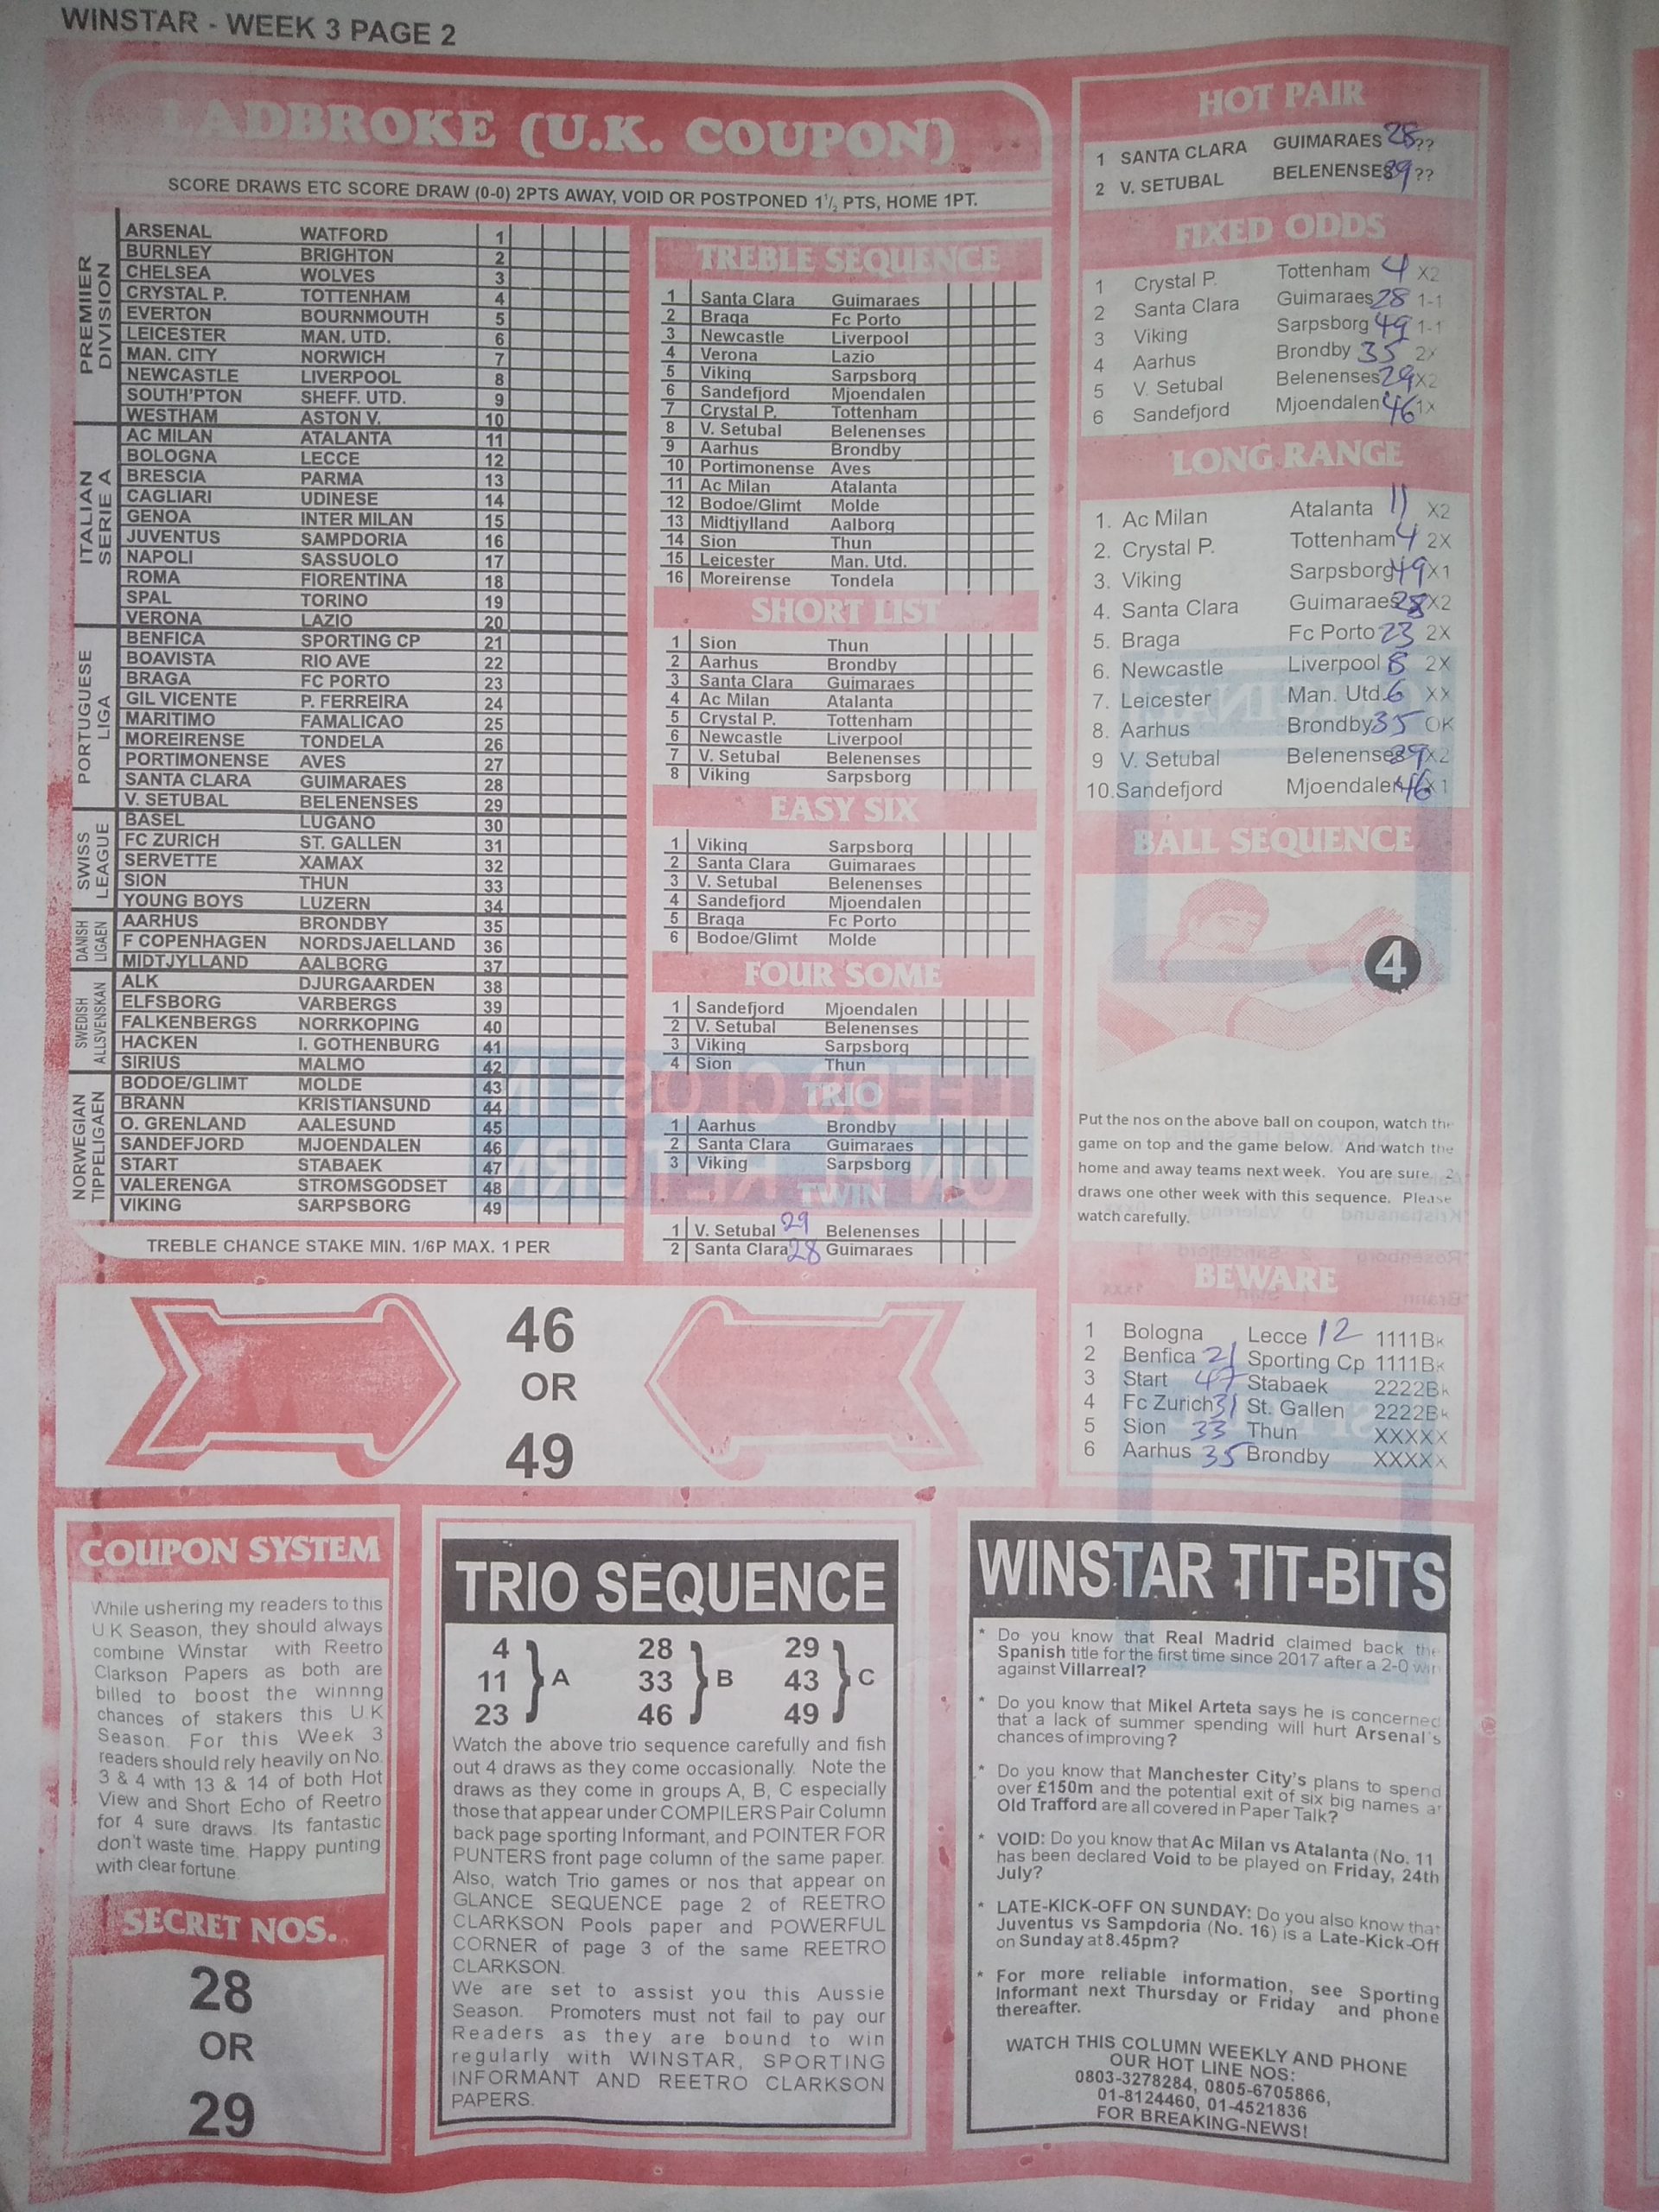 WINSTAR - WEEK 3 PAGE 2
LADBROKE (U.K. COUPON)
SCORE DRAWS ETC SCORE DRAW (0-0) 2PTS AWAY, VOID OR POSTPONED 1½ PTS, HOME 1PT.
PREMIIER DIVISION
ARSENAL WATFORD 1
BURNLEY BRIGHTON 2
CHELSEA WOLVES 3
CRYSTAL P. TOTTENHAM 4
EVERTON BOURNMOUTH 5
LEICESTER MAN. UTD. 6
MAN. CITY NORWICH 7
NEWCASTLE LIVERPOOL 8
SOUTH'PTON SHEFF. UTD. 9
WESTHAM ASTON V. 10
ITALIAN SERIE A
AC MILAN ATALANTA 11
BOLOGNA LECCE 12
BRESCIA PARMA 13
CAGLIARI UDINESE 14
GENOA INTER MILAN 15
JUVENTUS SAMPDORIA 16
NAPOLI SASSUOLO 17
ROMA FIORENTINA 18
SPAL TORINO 19
VERONA LAZIO 20
PORTUGUESE LIGA
BENFICA SPORTING CP 21
BOAVISTA RIO AVE 22
BRAGA FC PORTO 23
GIL VICENTE P. FERREIRA 24
MARITIMO FAMALICAO 25
MOREIRENSE TONDELA 26
PORTIMONENSE AVES 27
SANTA CLARA GUIMARAES 28
V. SETUBAL BELENENSES 29
SWISS LEAGUE
BASEL LUGANO 30
FC ZURICH ST. GALLEN 31
SERVETTE XAMAX 32
SION THUN 33
YOUNG BOYS LUZERN 34
DANISH LIGAEN
AARHUS BRONDBY 35
F COPENHAGEN NORDSJAELLAND 36
MIDTJYLLAND AALBORG 37
SWEDISH ALLSVENSKAN
ALK DJURGAARDEN 38
ELFSBORG VARBERGS 39
FALKENBERGS NORRKOPING 40
HACKEN I. GOTHENBURG 41
SIRIUS MALMO 42
NORWEGIAN TIPPELIGAEN
BODOE/GLIMT MOLDE 43
BRANN KRISTIANSUND 44
O. GRENLAND AALESUND 45
SANDEFJORD MJOENDALEN 46
START STABAEK 47
VALERENGA STROMSGODSET 48
VIKING SARPSBORG 49
TREBLE CHANCE STAKE MIN. 1/6P MAX. 1 PER
TREBLE SEQUENCE
1 Santa Clara Guimaraes
2 Braga Fc Porto
3 Newcastle Liverpool
4 Verona Lazio
5 Viking Sarpsborg
6 Sandefjord Mjoendalen
7 Crystal P. Tottenham
8 V. Setubal Belenenses
9 Aarhus Brondby
10 Portimonense Aves
11 Ac Milan Atalanta
12 Bodoe/Glimt Molde
13 Midtjylland Aalborg
14 Sion Thun
15 Leicester Man. Utd.
16 Moreirense Tondela
SHORT LIST
1 Sion Thun
2 Aarhus Brondby
3 Santa Clara Guimaraes
4 Ac Milan Atalanta
5 Crystal P. Tottenham
6 Newcastle Liverpool
7 V. Setubal Belenenses
8 Viking Sarpsborg
EASY SIX
1 Viking Sarpsborg
2 Santa Clara Guimaraes
3 V. Setubal Belenenses
4 Sandefjord Mjoendalen
5 Braga Fc Porto
6 Bodoe/Glimt Molde
FOUR SOME
1 Sandefjord Mjoendalen
2 V. Setubal Belenenses
3 Viking Sarpsborg
4 Sion Thun
TRIO
1 Aarhus Brondby
2 Santa Clara Guimaraes
3 Viking Sarpsborg
TWIN
1 V. Setubal 29 Belenenses
2 Santa Clara 28 Guimaraes
HOT PAIR
1 SANTA CLARA GUIMARAES 28 ??
2 V. SETUBAL BELENENSES 29 ??
FIXED ODDS
1 Crystal P. Tottenham 4 X2
2 Santa Clara Guimaraes 28 1-1
3 Viking Sarpsborg 49 1-1
4 Aarhus Brondby 35 2X
5 V. Setubal Belenenses 29 X2
6 Sandefjord Mjoendalen 46 1X
LONG RANGE
1. Ac Milan Atalanta 11 X2
2. Crystal P. Tottenham 4 2X
3. Viking Sarpsborg 49 X1
4. Santa Clara Guimaraes 28 X2
5. Braga Fc Porto 23 2X
6. Newcastle Liverpool 8 2X
7. Leicester Man. Utd. 6 XX
8. Aarhus Brondby 35 OK
9 V. Setubal Belenenses 29 X2
10. Sandefjord Mjoendalen 46 X1
BALL SEQUENCE
4
Put the nos on the above ball on coupon, watch the
game on top and the game below. And watch the
home and away teams next week. You are sure 2
draws one other week with this sequence. Please
watch carefully.
BEWARE
1 Bologna Lecce 12 1111Bk
2 Benfica 21 Sporting Cp 1111Bk
3 Start 47 Stabaek 2222Bk
4 Fc Zurich 31 St. Gallen 2222Bk
5 Sion 33 Thun XXXXX
6 Aarhus 35 Brondby XXXXX
46
OR
49
COUPON SYSTEM
While ushering my readers to this
U.K Season, they should always
combine Winstar with Reetro
Clarkson Papers as both are
billed to boost the winnng
chances of stakers this U.K
Season. For this Week 3
readers should rely heavily on No.
3 & 4 with 13 & 14 of both Hot
View and Short Echo of Reetro
for 4 sure draws. Its fantastic
don't waste time. Happy punting
with clear fortune.
SECRET NOS.
28
OR
29
TRIO SEQUENCE
4 11 23 } A
28 33 46 } B
29 43 49 } C
Watch the above trio sequence carefully and fish
out 4 draws as they come occasionally. Note the
draws as they come in groups A, B, C especially
those that appear under COMPILERS Pair Column
back page sporting Informant, and POINTER FOR
PUNTERS front page column of the same paper.
Also, watch Trio games or nos that appear on
GLANCE SEQUENCE page 2 of REETRO
CLARKSON Pools paper and POWERFUL
CORNER of page 3 of the same REETRO
CLARKSON.
We are set to assist you this Aussie
Season. Promoters must not fail to pay our
Readers as they are bound to win
regularly with WINSTAR, SPORTING
INFORMANT AND REETRO CLARKSON
PAPERS.
WINSTAR TIT-BITS
* Do you know that Real Madrid claimed back the
Spanish title for the first time since 2017 after a 2-0 win
against Villarreal?
* Do you know that Mikel Arteta says he is concerned
that a lack of summer spending will hurt Arsenal's
chances of improving?
* Do you know that Manchester City's plans to spend
over £150m and the potential exit of six big names at
Old Trafford are all covered in Paper Talk?
* VOID: Do you know that Ac Milan vs Atalanta (No. 11
has been declared Void to be played on Friday, 24th
July?
* LATE-KICK-OFF ON SUNDAY: Do you also know that
Juventus vs Sampdoria (No. 16) is a Late-Kick-Off
on Sunday at 8.45pm?
* For more reliable information, see Sporting
Informant next Thursday or Friday and phone
thereafter.
WATCH THIS COLUMN WEEKLY AND PHONE
OUR HOT LINE NOS:
0803-3278284, 0805-6705866,
01-8124460, 01-4521836
FOR BREAKING-NEWS!